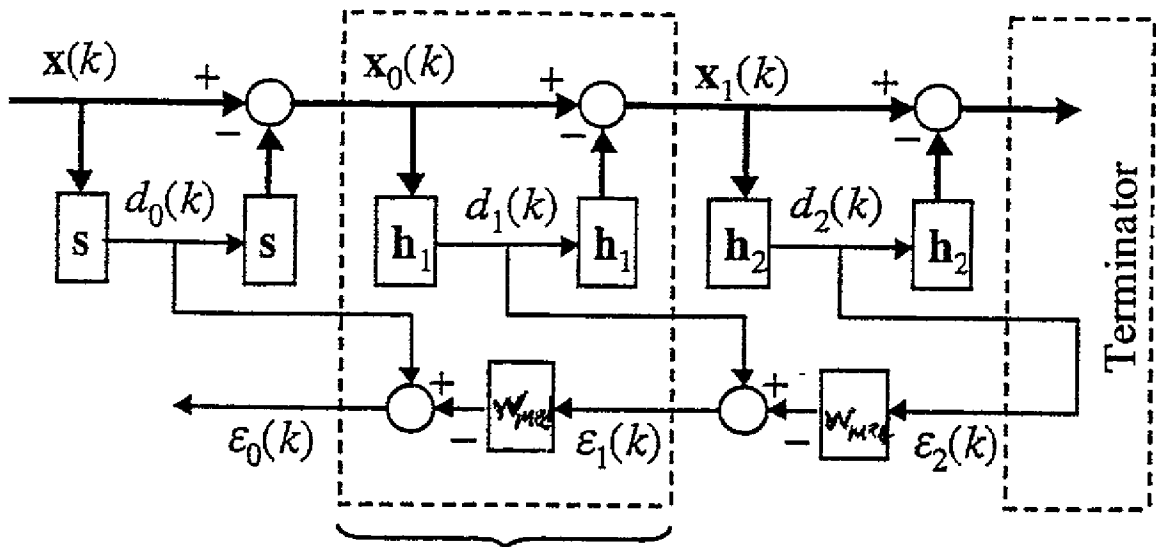 x(k) + x₀(k) + x₁(k) +
− − −
s d₀(k) s h₁ d₁(k) h₁ h₂ d₂(k) h₂
Terminator
+ +
− −
ε₀(k) ε₁(k) ε₂(k)